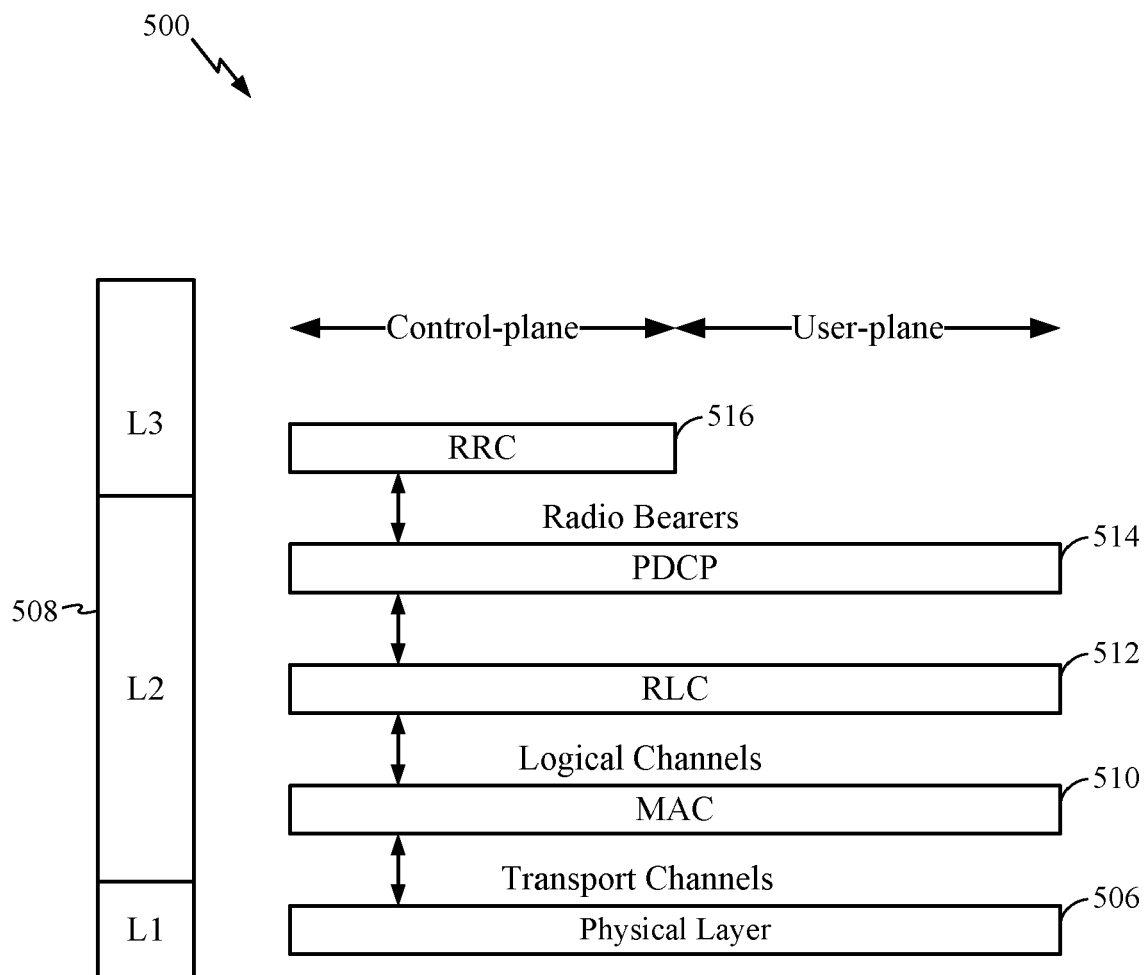 500
Control-plane User-plane
L3
516
RRC
Radio Bearers
514
PDCP
508
L2
512
RLC
Logical Channels
510
MAC
Transport Channels
506
L1
Physical Layer